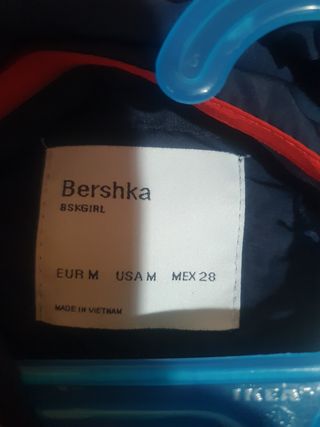 Bershka
BSKGIRL
EUR M USA M MEX 28
MADE IN VIETNAM